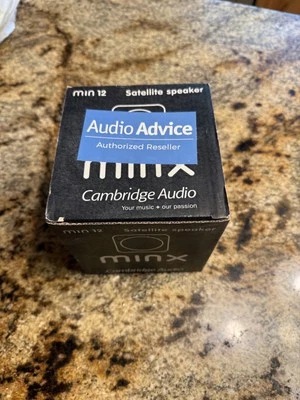 min 12 Satellite speaker
Audio Advice
Authorized Reseller
minx
Cambridge Audio
Your music + our passion
min 12 Satellite speaker
minx
Cambridge Audio